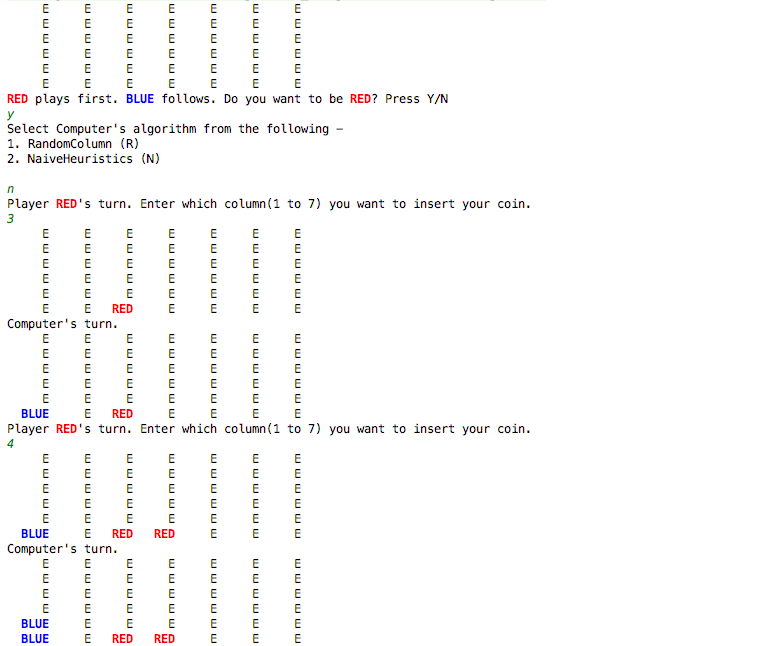 E E E E E E E
E E E E E E E
E E E E E E E
E E E E E E E
E E E E E E E
E E E E E E E
RED plays first. BLUE follows. Do you want to be RED? Press Y/N
y
Select Computer's algorithm from the following –
1. RandomColumn (R)
2. NaiveHeuristics (N)
n
Player RED's turn. Enter which column(1 to 7) you want to insert your coin.
3
E E E E E E E
E E E E E E E
E E E E E E E
E E E E E E E
E E E E E E E
E E RED E E E E
Computer's turn.
E E E E E E E
E E E E E E E
E E E E E E E
E E E E E E E
E E E E E E E
BLUE E RED E E E E
Player RED's turn. Enter which column(1 to 7) you want to insert your coin.
4
E E E E E E E
E E E E E E E
E E E E E E E
E E E E E E E
E E E E E E E
BLUE E RED RED E E E
Computer's turn.
E E E E E E E
E E E E E E E
E E E E E E E
E E E E E E E
BLUE E E E E E E
BLUE E RED RED E E E